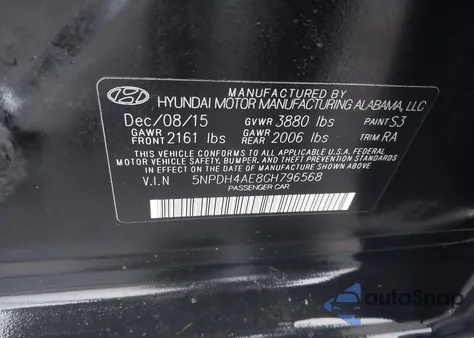 MANUFACTURED BY
HYUNDAI MOTOR MANUFACTURING ALABAMA, LLC
Dec/08/15 GVWR 3880 lbs PAINT S3
GAWR FRONT 2161 lbs GAWR REAR 2006 lbs TRIM RA
THIS VEHICLE CONFORMS TO ALL APPLICABLE U.S. FEDERAL
MOTOR VEHICLE SAFETY, BUMPER, AND THEFT
PREVENTION STANDARDS IN EFFECT ON THE DATE OF
MANUFACTURE SHOWN ABOVE.
V.I.N 5NPDH4AE8GH796568
PASSENGER CAR
autoSnap